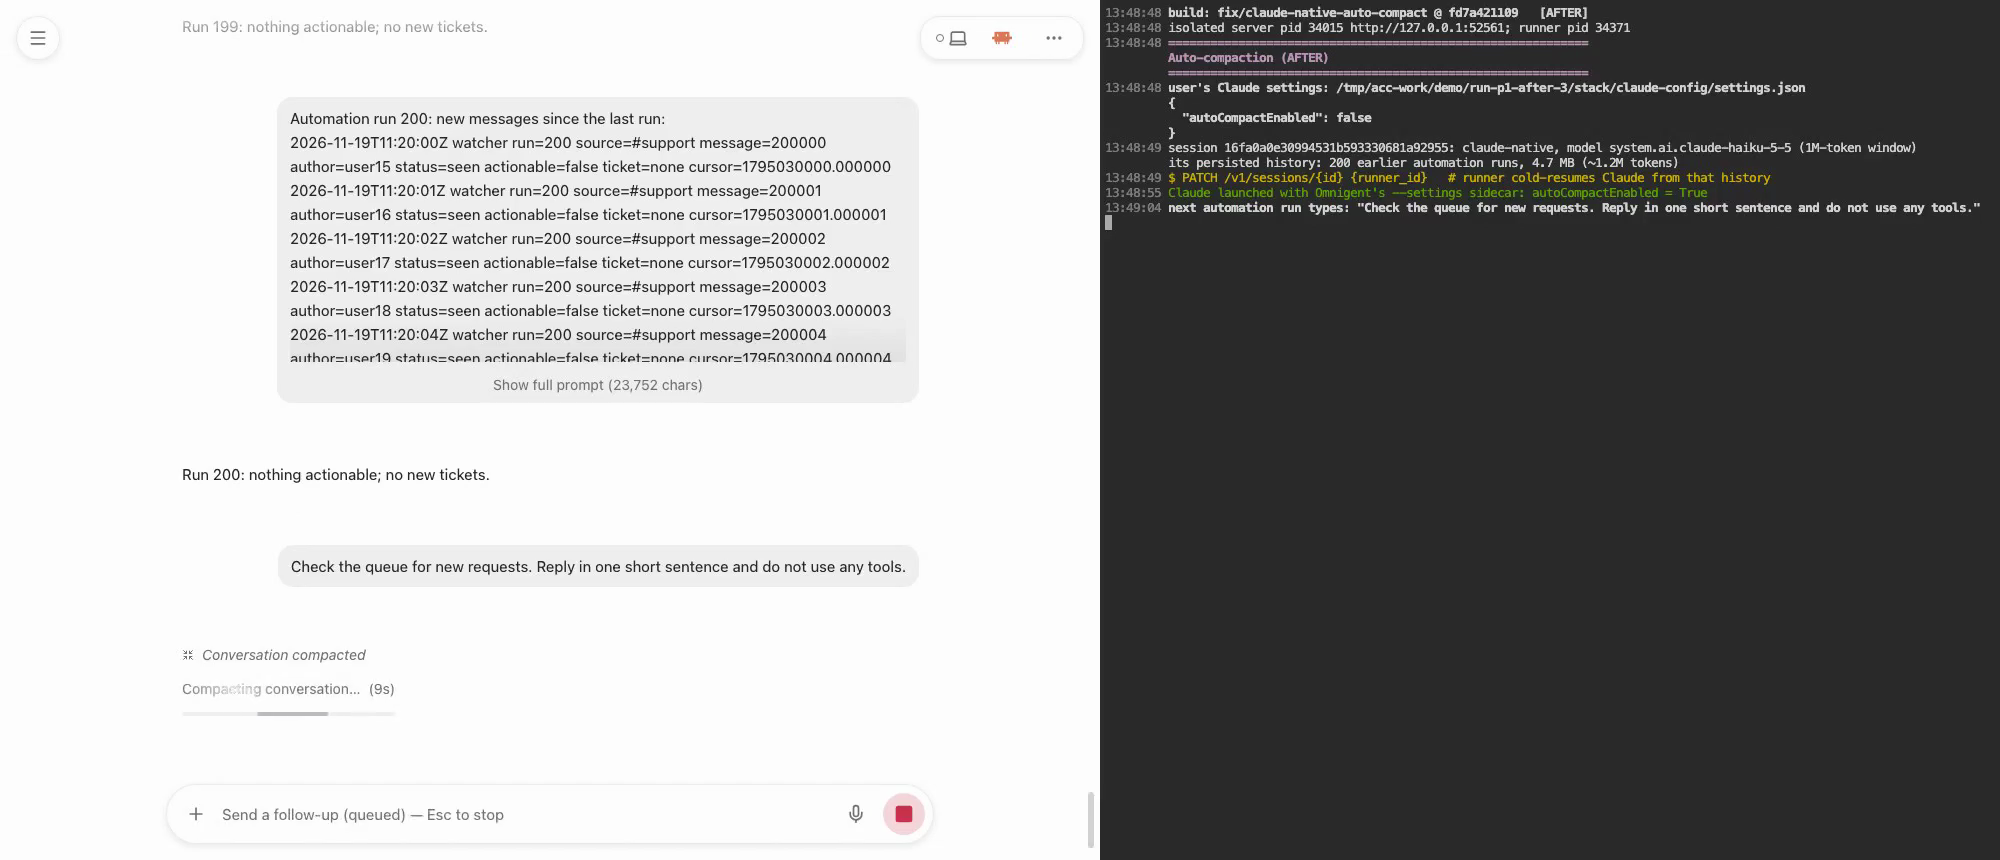 Run 199: nothing actionable; no new tickets.
Automation run 200: new messages since the last run:
2026-11-19T11:20:00Z watcher run=200 source=#support message=200000
author=user15 status=seen actionable=false ticket=none cursor=1795030000.000000
2026-11-19T11:20:01Z watcher run=200 source=#support message=200001
author=user16 status=seen actionable=false ticket=none cursor=1795030001.000001
2026-11-19T11:20:02Z watcher run=200 source=#support message=200002
author=user17 status=seen actionable=false ticket=none cursor=1795030002.000002
2026-11-19T11:20:03Z watcher run=200 source=#support message=200003
author=user18 status=seen actionable=false ticket=none cursor=1795030003.000003
2026-11-19T11:20:04Z watcher run=200 source=#support message=200004
author=user19 status=seen actionable=false ticket=none cursor=1795030004.000004
Show full prompt (23,752 chars)
Run 200: nothing actionable; no new tickets.
Check the queue for new requests. Reply in one short sentence and do not use any tools.
Conversation compacted
Compacting conversation... (9s)
Send a follow-up (queued) — Esc to stop
13:48:48 build: fix/claude-native-auto-compact @ fd7a421109 [AFTER]
13:48:48 isolated server pid 34015 http://127.0.0.1:52561; runner pid 34371
13:48:48 ============================================================
Auto-compaction (AFTER)
============================================================
13:48:48 user's Claude settings: /tmp/acc-work/demo/run-p1-after-3/stack/claude-config/settings.json
{
"autoCompactEnabled": false
}
13:48:49 session 16fa0a0e30994531b593330681a92955: claude-native, model system.ai.claude-haiku-5-5 (1M-token window)
its persisted history: 200 earlier automation runs, 4.7 MB (~1.2M tokens)
13:48:49 $ PATCH /v1/sessions/{id} {runner_id} # runner cold-resumes Claude from that history
13:48:55 Claude launched with Omnigent's --settings sidecar: autoCompactEnabled = True
13:49:04 next automation run types: "Check the queue for new requests. Reply in one short sentence and do not use any tools."